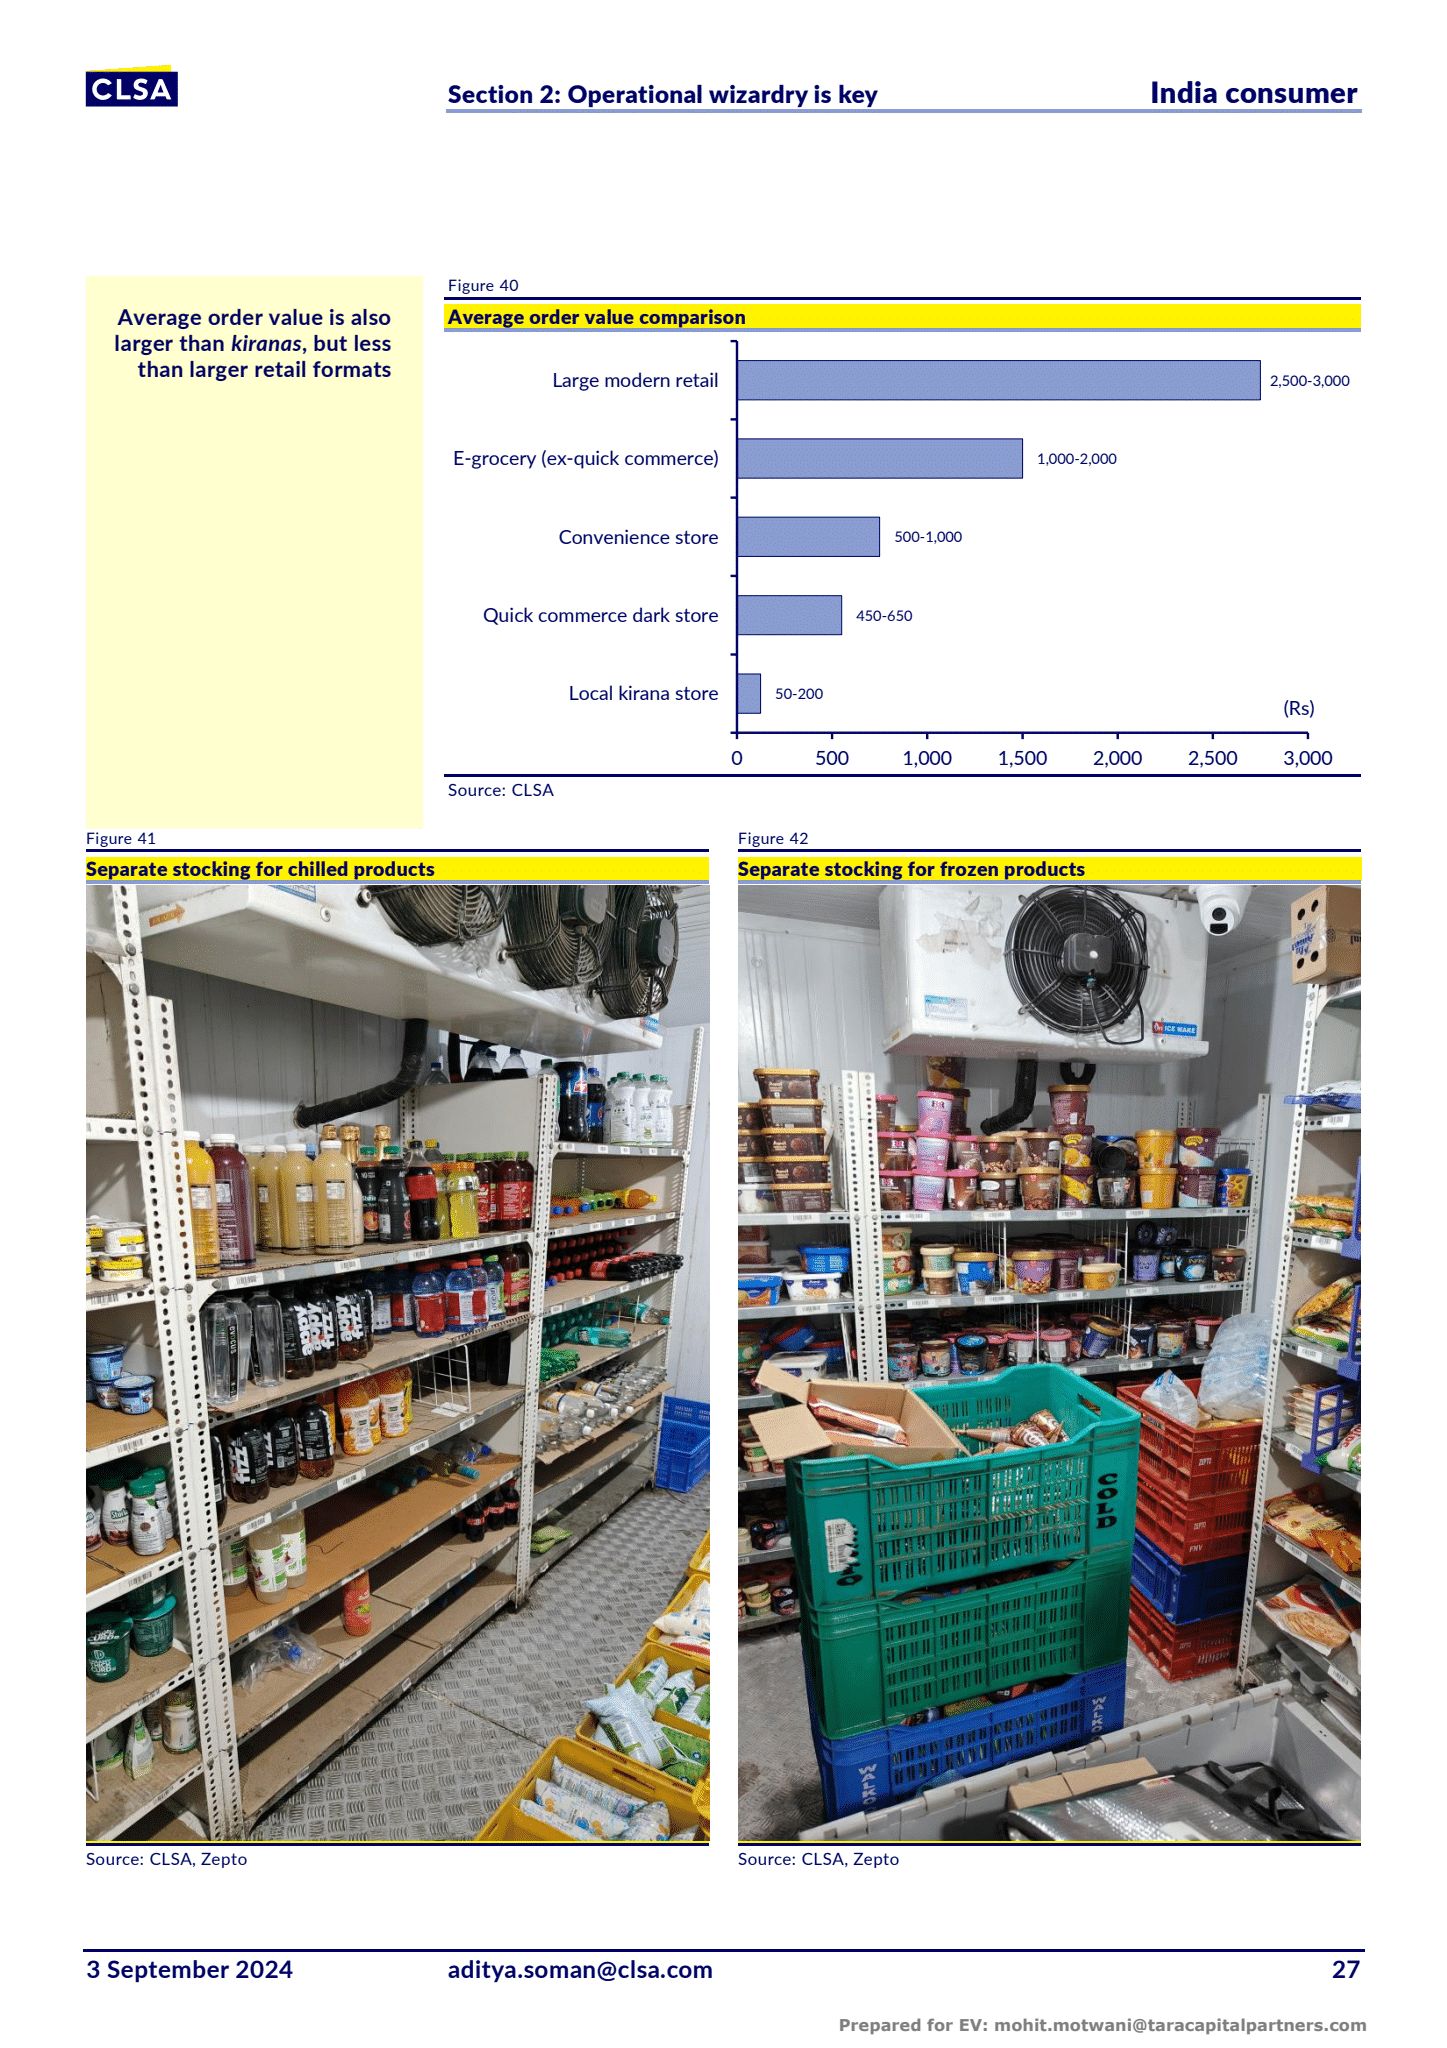 CLSA
Section 2: Operational wizardry is key
India consumer
Average order value is also
larger than kiranas, but less
than larger retail formats
Figure 40
Average order value comparison
Large modern retail
2,500-3,000
E-grocery (ex-quick commerce)
1,000-2,000
Convenience store
500-1,000
Quick commerce dark store
450-650
Local kirana store
50-200
(Rs)
0 500 1,000 1,500 2,000 2,500 3,000
Source: CLSA
Figure 41
Separate stocking for chilled products
Source: CLSA, Zepto
Figure 42
Separate stocking for frozen products
ICE MAKE
COLD
ZEPTO
ZEPTO
FNV
ZEPTO
WALKO
WALKO
Source: CLSA, Zepto
3 September 2024
aditya.soman@clsa.com
27
Prepared for EV: mohit.motwani@taracapitalpartners.com